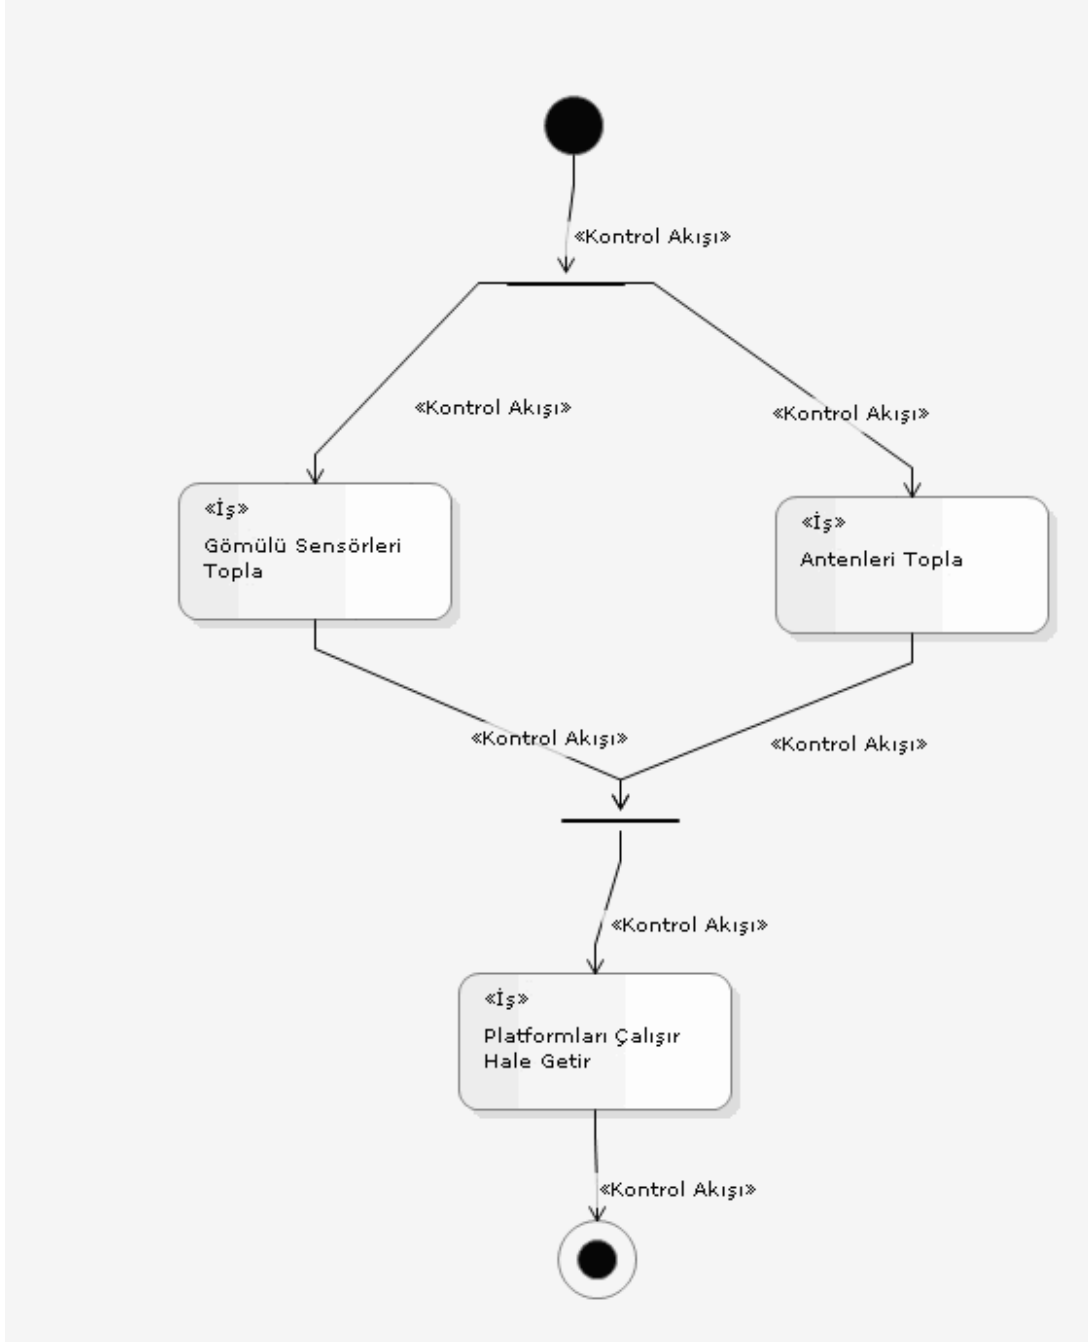 «Kontrol Akışı»
«Kontrol Akışı»
«Kontrol Akışı»
«İş»
Gömülü Sensörleri
Topla
«İş»
Antenleri Topla
«Kontrol Akışı»
«Kontrol Akışı»
«Kontrol Akışı»
«İş»
Platformları Çalışır
Hale Getir
«Kontrol Akışı»